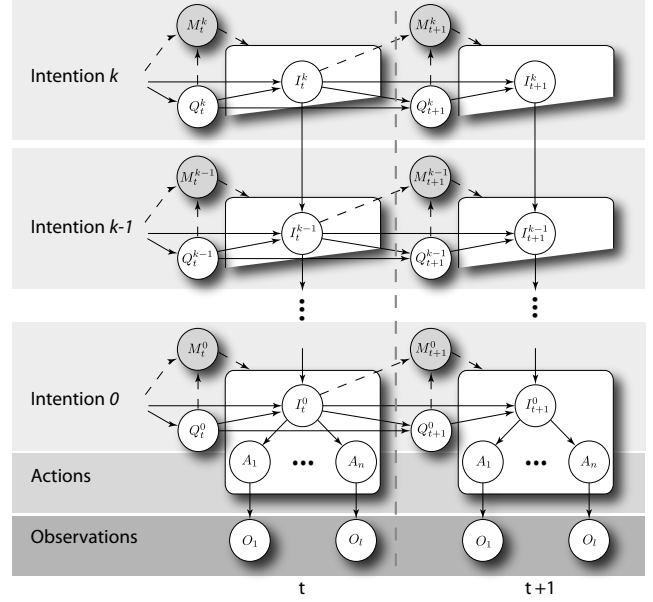 M_t^k M_{t+1}^k
Intention k I_t^k I_{t+1}^k
Q_t^k Q_{t+1}^k
M_t^{k-1} M_{t+1}^{k-1}
Intention k-1 I_t^{k-1} I_{t+1}^{k-1}
Q_t^{k-1} Q_{t+1}^{k-1}
M_t^0 M_{t+1}^0
Intention 0 I_t^0 I_{t+1}^0
Q_t^0 Q_{t+1}^0
Actions A_1 ... A_n A_1 ... A_n
Observations O_1 O_l O_1 O_l
t t+1